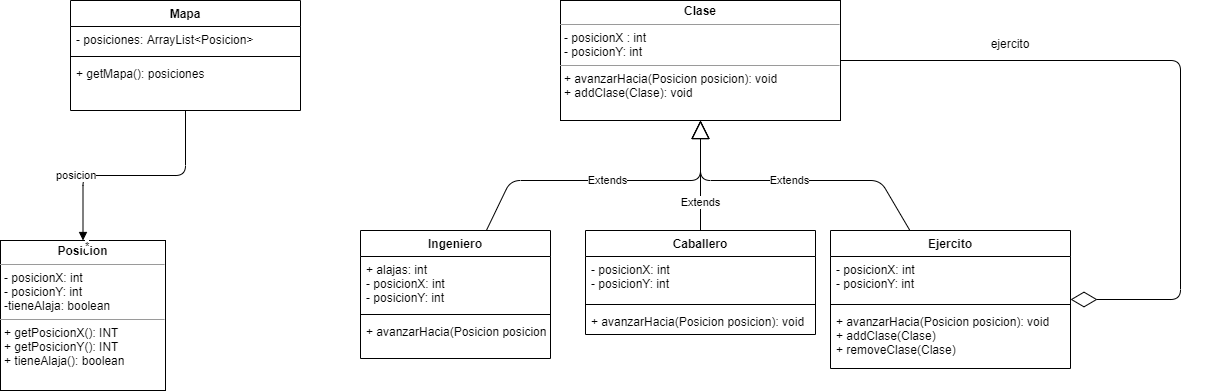 Mapa
- posiciones: ArrayList<Posicion>
+ getMapa(): posiciones
posicion
*
Posicion
- posicionX: int
- posicionY: int
-tieneAlaja: boolean
+ getPosicionX(): INT
+ getPosicionY(): INT
+ tieneAlaja(): boolean
Clase
- posicionX : int
- posicionY: int
+ avanzarHacia(Posicion posicion): void
+ addClase(Clase): void
ejercito
Extends
Extends
Extends
Ingeniero
+ alajas: int
- posicionX: int
- posicionY: int
+ avanzarHacia(Posicion posicion
Caballero
- posicionX: int
- posicionY: int
+ avanzarHacia(Posicion posicion): void
Ejercito
- posicionX: int
- posicionY: int
+ avanzarHacia(Posicion posicion): void
+ addClase(Clase)
+ removeClase(Clase)